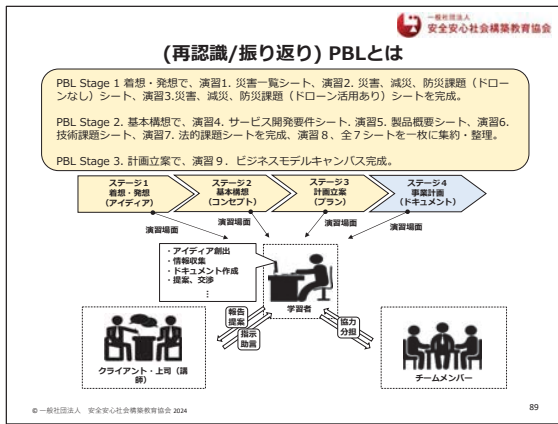 一般社団法人
安全安心社会構築教育協会
(再認識/振り返り) PBLとは
PBL Stage 1 着想・発想で、演習1. 災害一覧シート、演習2. 災害、減災、防災課題（ドロー
ンなし）シート、演習3.災害、減災、防災課題（ドローン活用あり）シートを完成。
PBL Stage 2. 基本構想で、演習4. サービス開発要件シート. 演習5. 製品概要シート、演習6.
技術課題シート、演習7. 法的課題シートを完成、演習８、全７シートを一枚に集約・整理。
PBL Stage 3. 計画立案で、演習９．ビジネスモデルキャンバス完成。
ステージ１
着想・発想
（アイディア）
ステージ２
基本構想
（コンセプト）
ステージ３
計画立案
（プラン）
ステージ４
事業計画
（ドキュメント）
演習場面
演習場面
演習場面
演習場面
・アイディア創出
・情報収集
・ドキュメント作成
・提案、交渉
⋮
学習者
報告
提案
指示
助言
協力
分担
クライアント・上司（講
師）
チームメンバー
© 一般社団法人　安全安心社会構築教育協会 2024
89